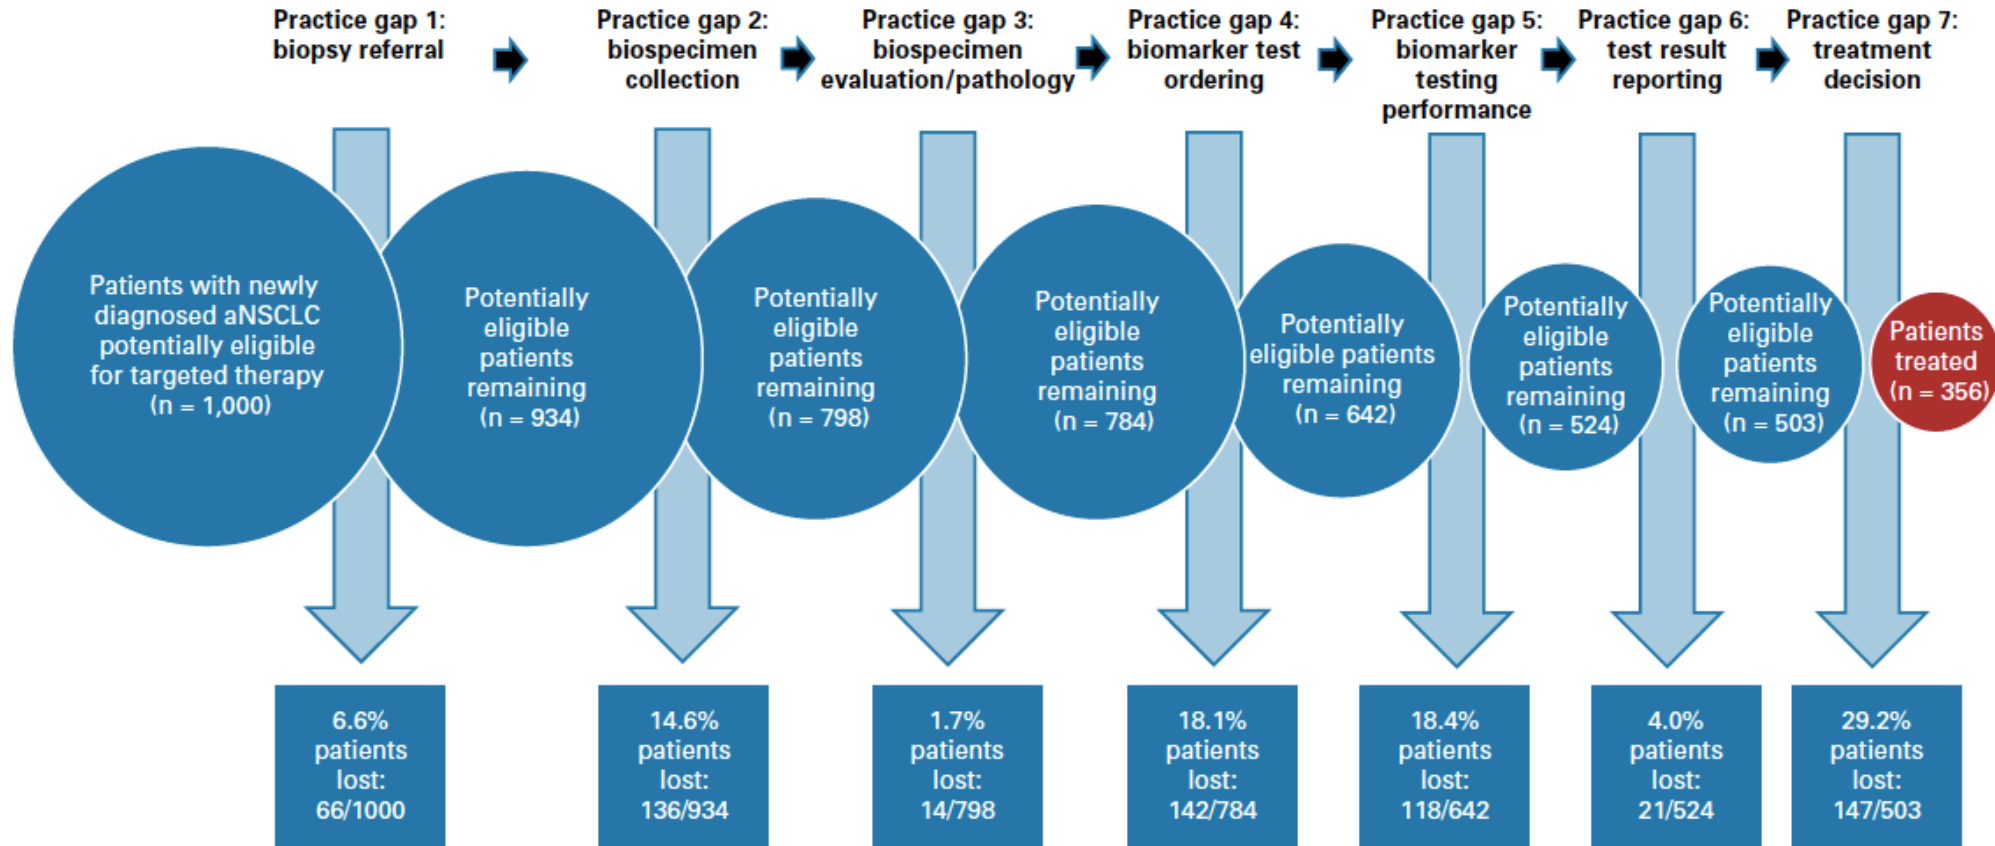 Practice gap 1:
biopsy referral
Practice gap 2:
biospecimen
collection
Practice gap 3:
biospecimen
evaluation/pathology
Practice gap 4:
biomarker test
ordering
Practice gap 5:
biomarker
testing
performance
Practice gap 6:
test result
reporting
Practice gap 7:
treatment
decision
Patients with newly
diagnosed aNSCLC
potentially eligible
for targeted therapy
(n = 1,000)
Potentially
eligible
patients
remaining
(n = 934)
Potentially
eligible
patients
remaining
(n = 798)
Potentially
eligible
patients
remaining
(n = 784)
Potentially
eligible patients
remaining
(n = 642)
Potentially
eligible
patients
remaining
(n = 524)
Potentially
eligible
patients
remaining
(n = 503)
Patients
treated
(n = 356)
6.6%
patients
lost:
66/1000
14.6%
patients
lost:
136/934
1.7%
patients
lost:
14/798
18.1%
patients
lost:
142/784
18.4%
patients
lost:
118/642
4.0%
patients
lost:
21/524
29.2%
patients
lost:
147/503